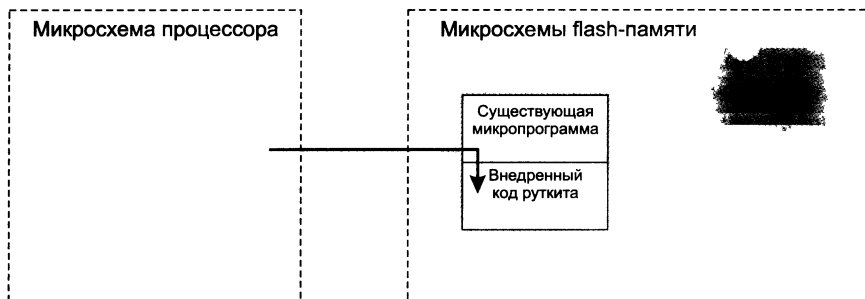 Микросхема процессора
Микросхемы flash-памяти
Существующая
микропрограмма
Внедренный
код руткита